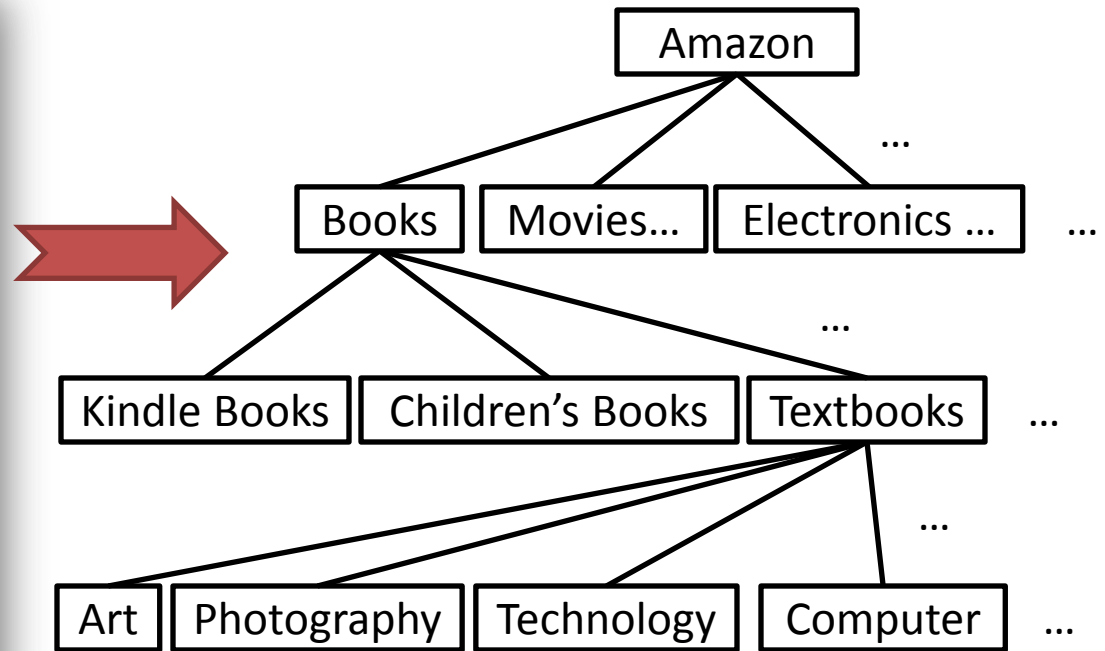 Amazon
…
Books Movies… Electronics … …
…
Kindle Books Children’s Books Textbooks …
…
Art Photography Technology Computer …